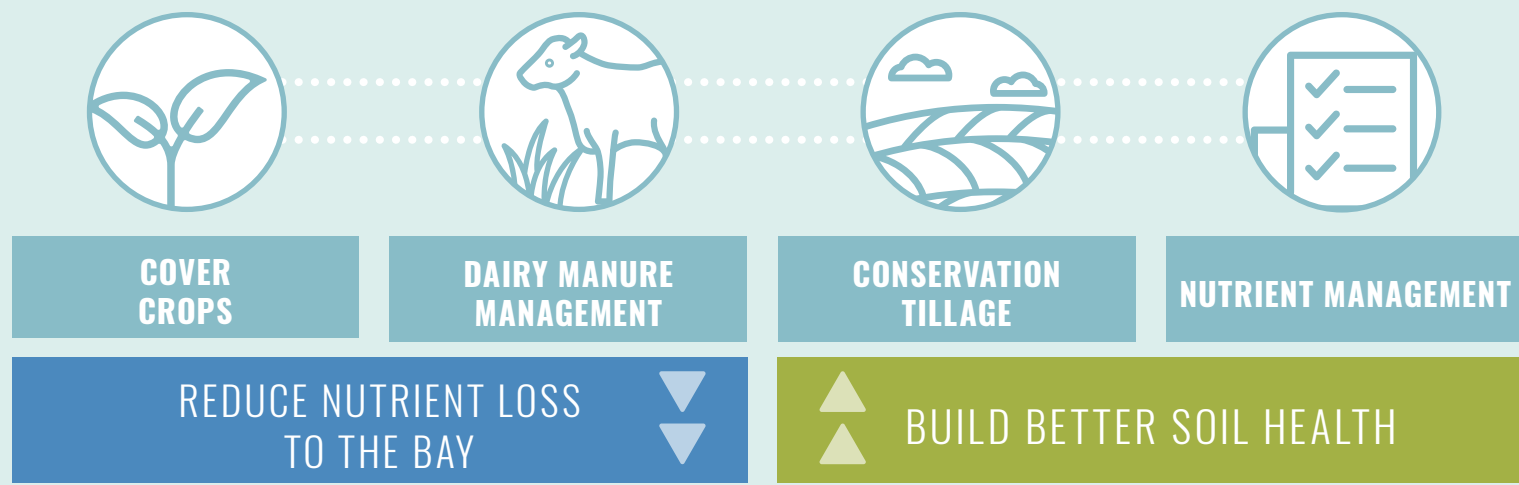 COVER
CROPS
DAIRY MANURE
MANAGEMENT
CONSERVATION
TILLAGE
NUTRIENT MANAGEMENT
REDUCE NUTRIENT LOSS
TO THE BAY
BUILD BETTER SOIL HEALTH